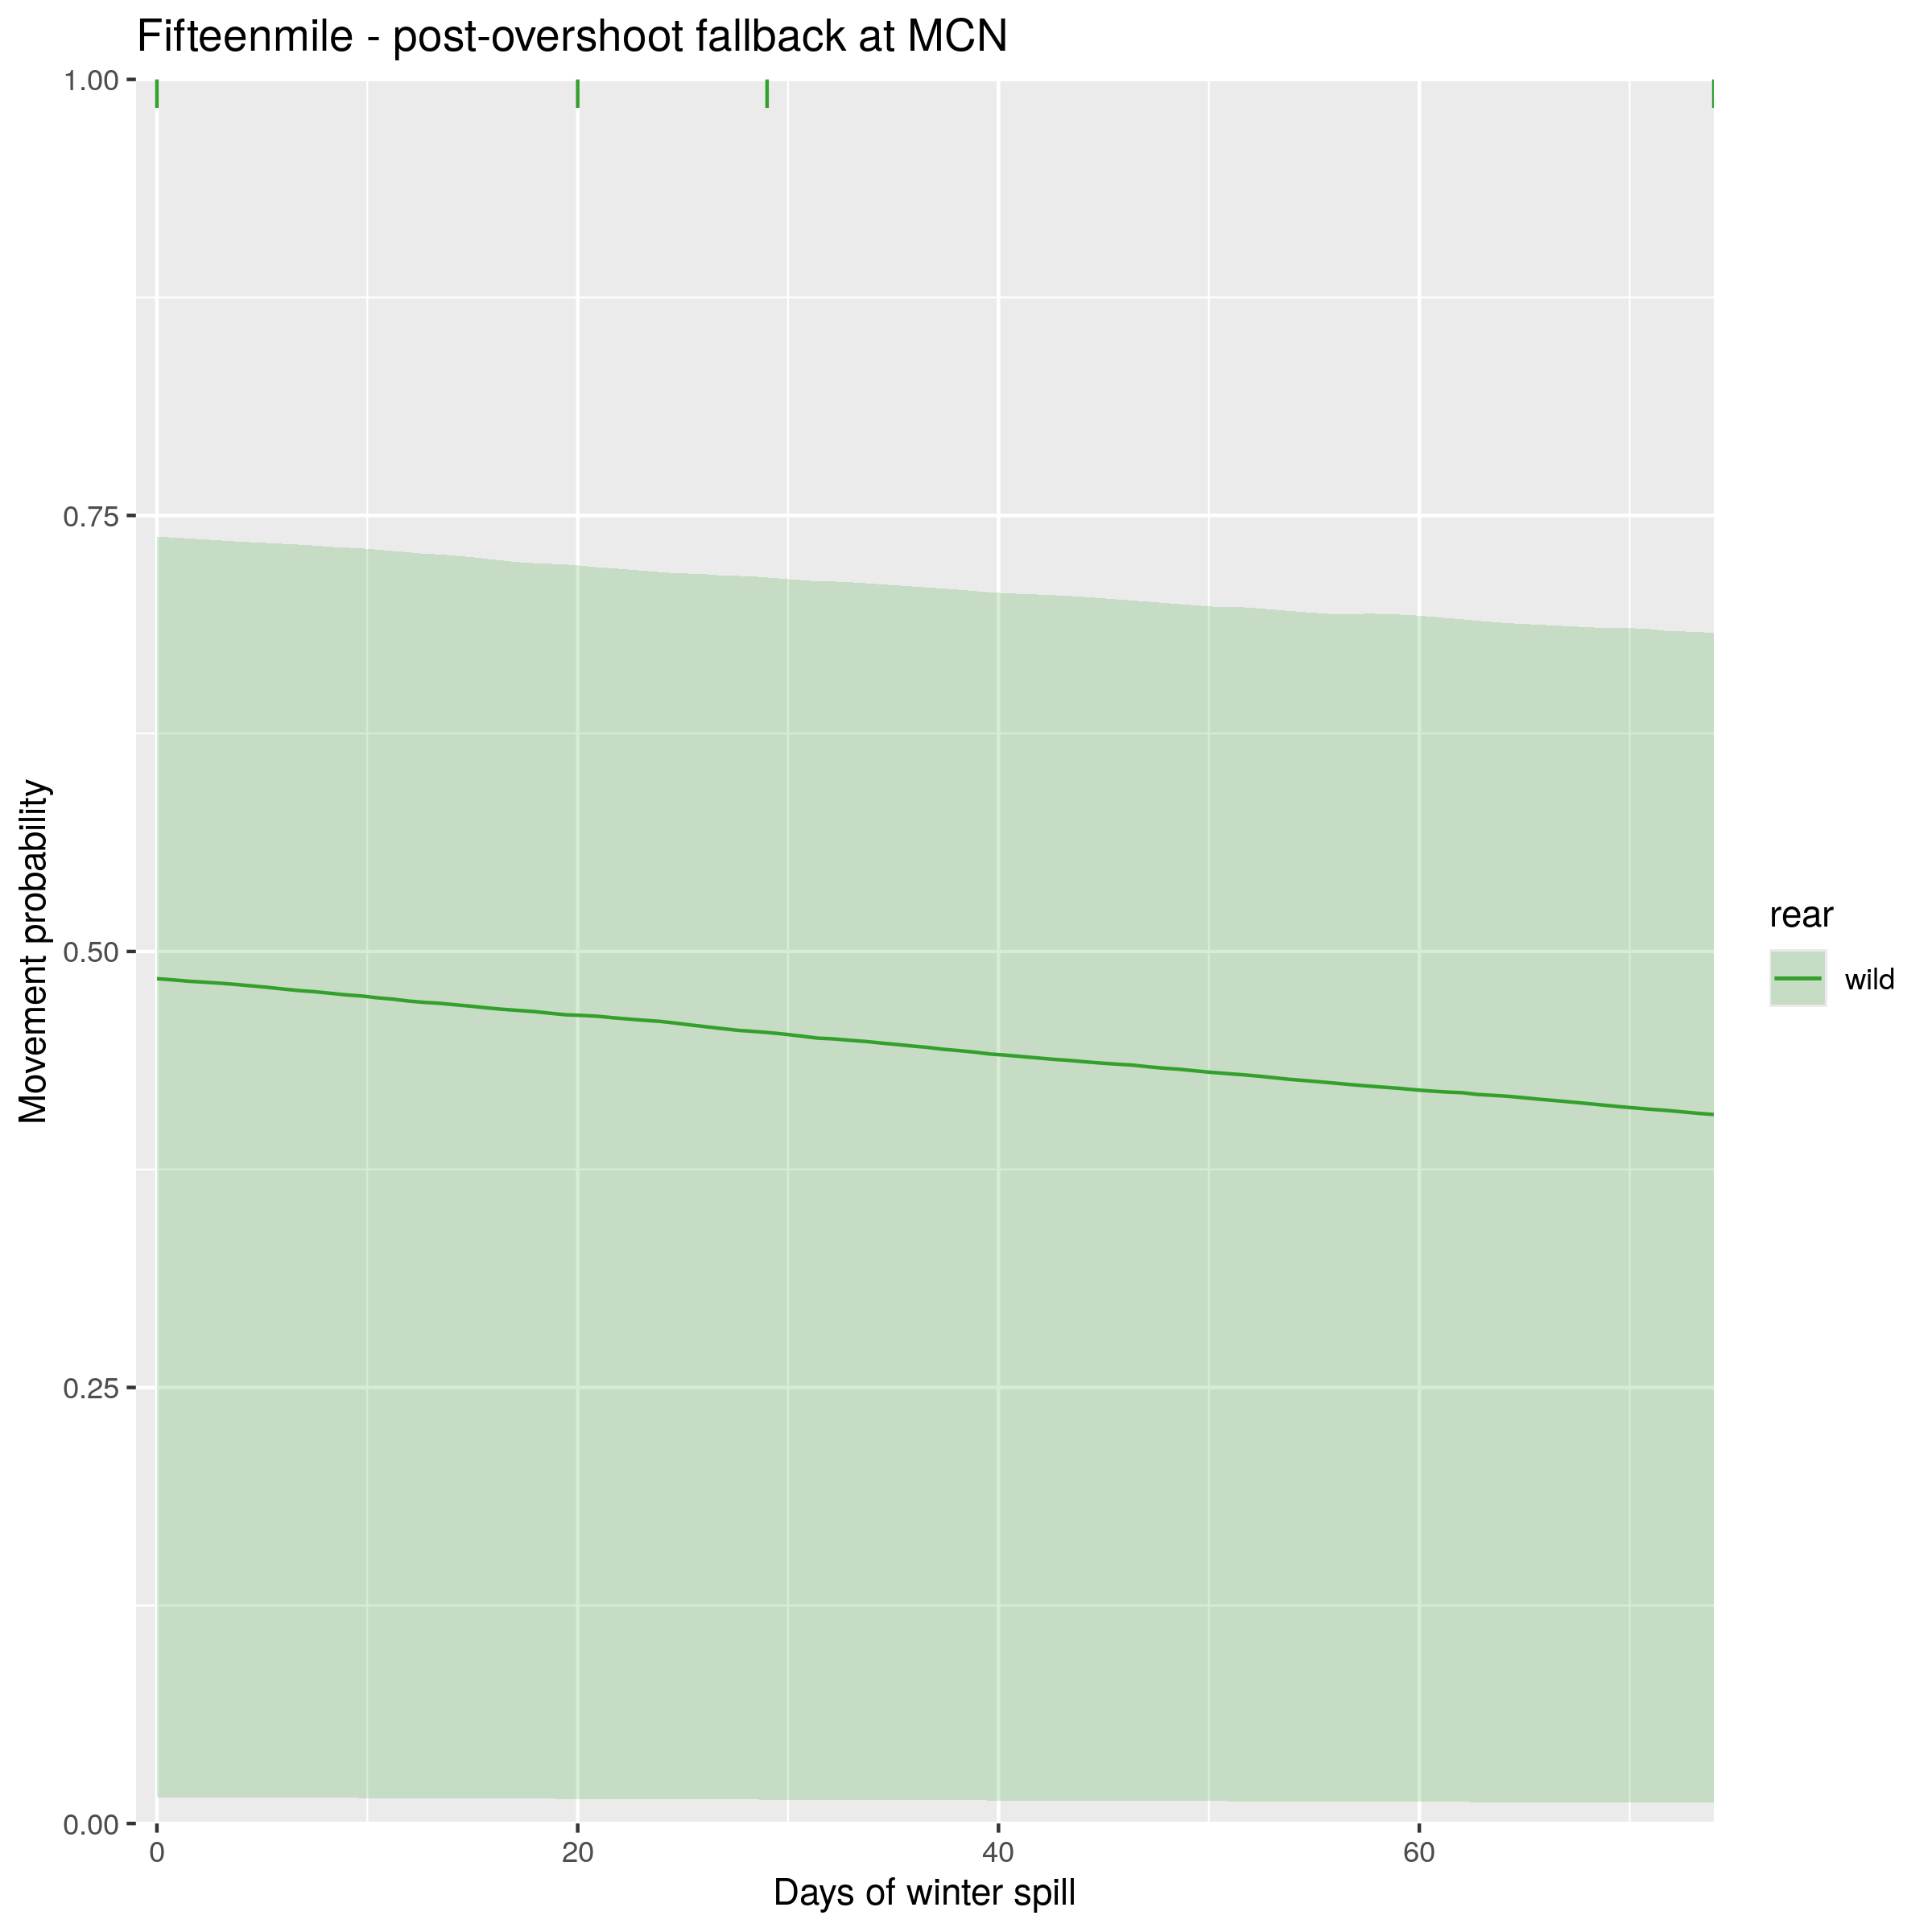 Fifteenmile - post-overshoot fallback at MCN
1.00
0.75
0.50
0.25
0.00
Movement probability
0
20
40
60
Days of winter spill
rear
wild